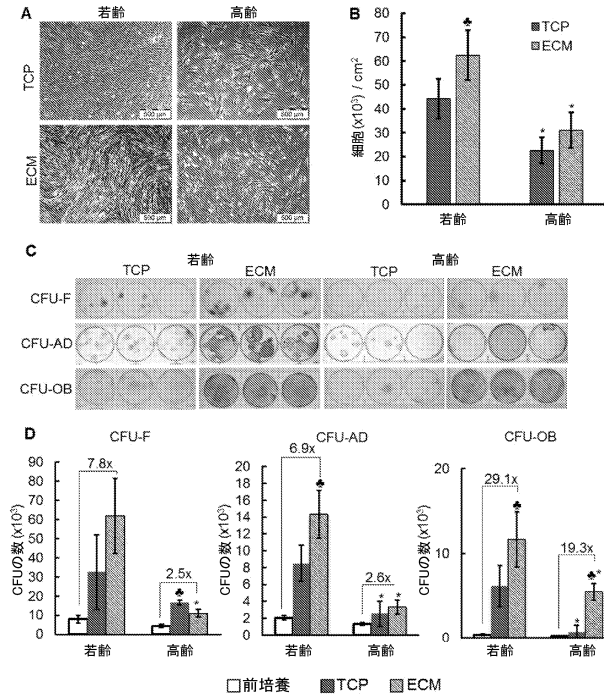 A
若齢
高齢
TCP
500 μm
500 μm
ECM
500 μm
500 μm
B
細胞 (x10³) / cm²
80
70
60
50
40
30
20
10
0
♣
* *
TCP
ECM
若齢
高齢
C
若齢
高齢
TCP
ECM
TCP
ECM
CFU-F
CFU-AD
CFU-OB
D
CFU-F
CFUの数 (x10³)
90
80
70
60
50
40
30
20
10
0
7.8x
2.5x
♣
*
若齢
高齢
CFU-AD
CFUの数 (x10³)
18
16
14
12
10
8
6
4
2
0
6.9x
♣
2.6x
* *
若齢
高齢
CFU-OB
CFUの数 (x10³)
20
10
0
29.1x
♣
19.3x
♣*
*
若齢
高齢
前培養
TCP
ECM